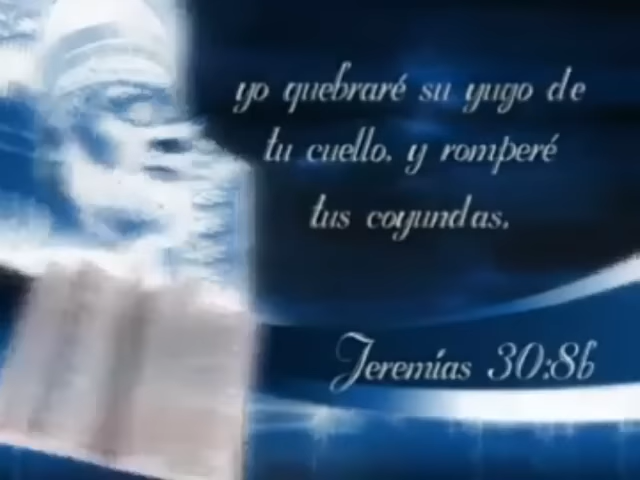 yo quebraré su yugo de
tu cuello, y romperé
tus coyundas.
Jeremías 30:8b